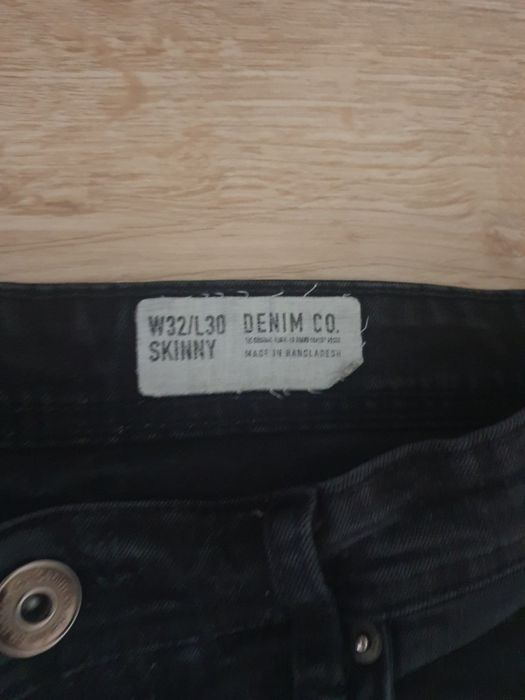 W32/L30
SKINNY
DENIM CO.
MADE IN BANGLADESH